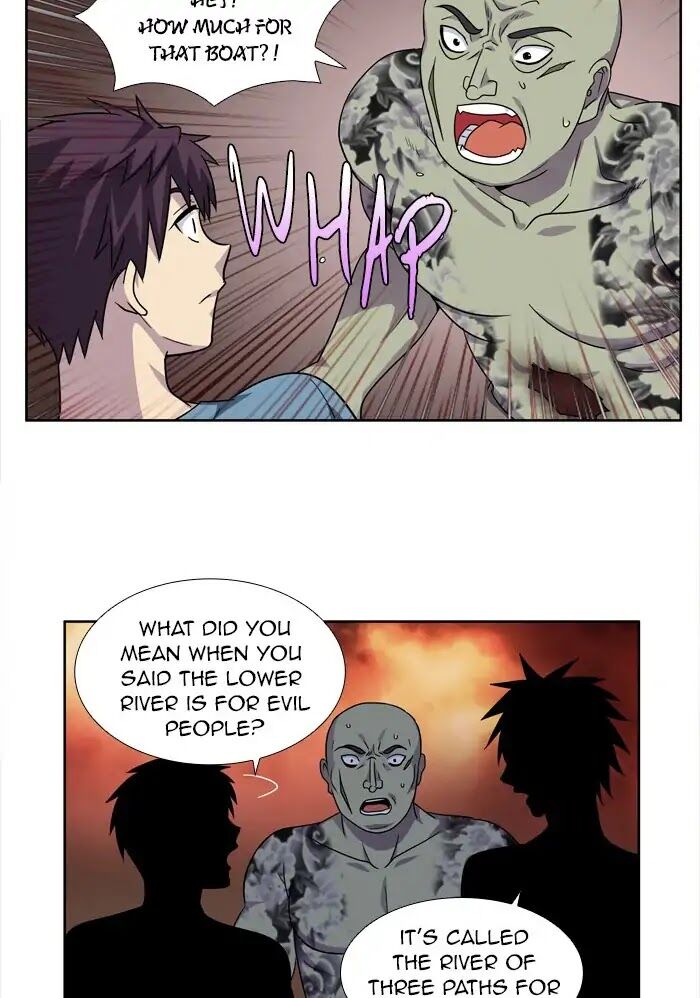 HEY!
HOW MUCH FOR
THAT BOAT?!
WHAP
WHAT DID YOU
MEAN WHEN YOU
SAID THE LOWER
RIVER IS FOR EVIL
PEOPLE?
IT'S CALLED
THE RIVER OF
THREE PATHS FOR